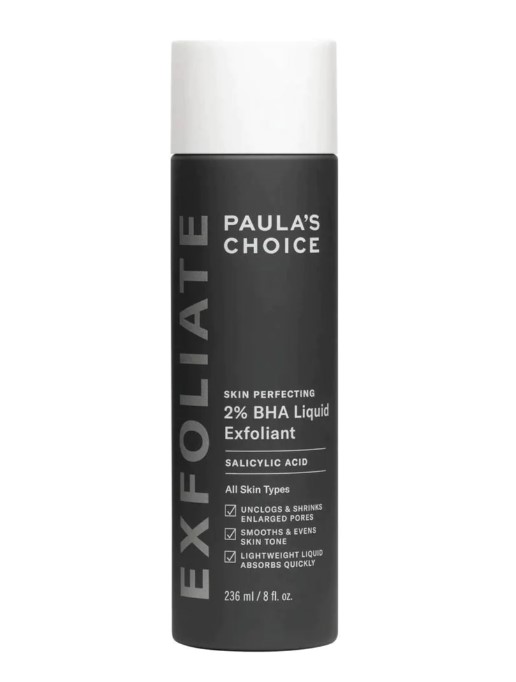 EXFOLIATE
PAULA'S
CHOICE
SKIN PERFECTING
2% BHA Liquid
Exfoliant
SALICYLIC ACID
All Skin Types
UNCLOGS & SHRINKS
ENLARGED PORES
SMOOTHS & EVENS
SKIN TONE
LIGHTWEIGHT LIQUID
ABSORBS QUICKLY
236 ml / 8 fl. oz.